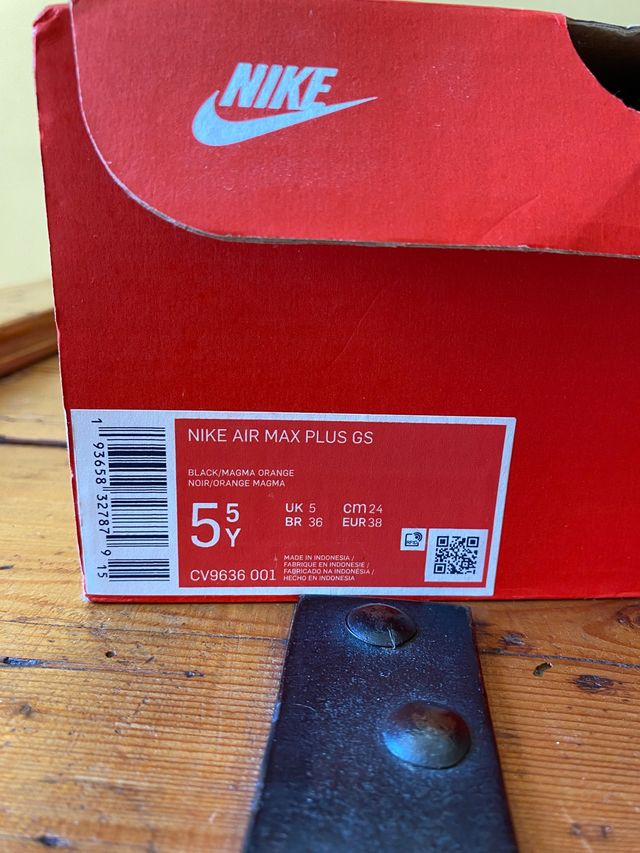 NIKE
NIKE AIR MAX PLUS GS
BLACK/MAGMA ORANGE
NOIR/ORANGE MAGMA
5 5 Y
UK 5 cm 24
BR 36 EUR 38
MADE IN INDONESIA /
FABRIQUE EN INDONESIE /
FABRICADO NA INDONÉSIA /
HECHO EN INDONESIA
CV9636 001
1 93658 32787 9 15